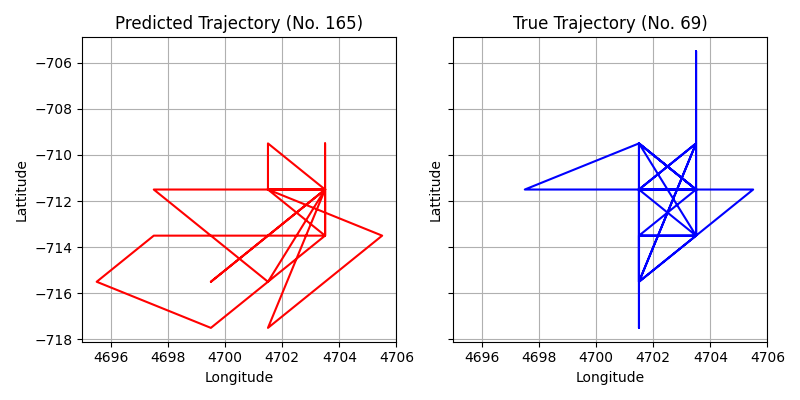 Predicted Trajectory (No. 165)
True Trajectory (No. 69)
−706
−708
−710
−712
−714
−716
−718
Lattitude
Lattitude
4696 4698 4700 4702 4704 4706
4696 4698 4700 4702 4704 4706
Longitude
Longitude